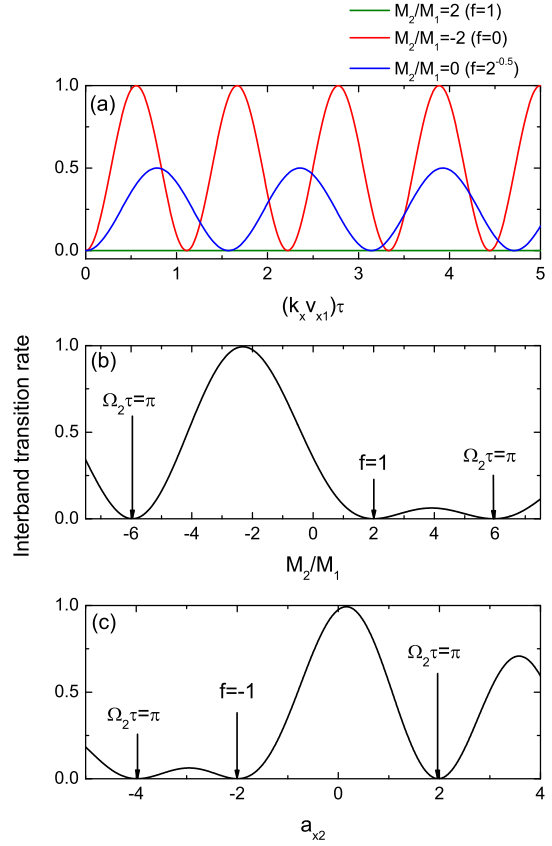 M₂/M₁=2 (f=1)
M₂/M₁=-2 (f=0)
M₂/M₁=0 (f=2⁻⁰·⁵)
(a)
1.0
0.5
0.0
0 1 2 3 4 5
(kₓvₓ₁)τ
Interband transition rate
(b)
1.0
0.5
0.0
Ω₂τ=π
f=1
Ω₂τ=π
-6 -4 -2 0 2 4 6
M₂/M₁
(c)
1.0
0.5
0.0
Ω₂τ=π
f=-1
Ω₂τ=π
-4 -2 0 2 4
aₓ₂